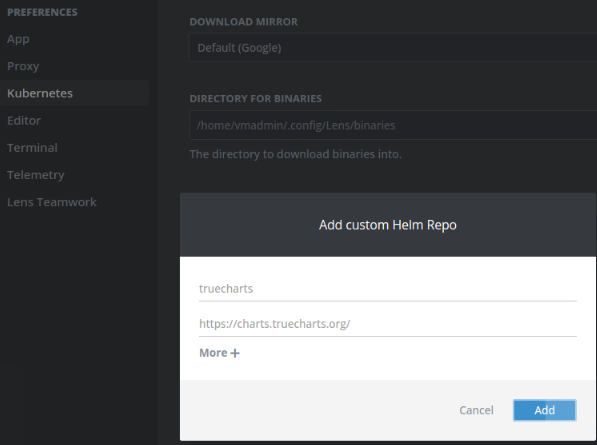 PREFERENCES
App
Proxy
Kubernetes
Editor
Terminal
Telemetry
Lens Teamwork
DOWNLOAD MIRROR
Default (Google)
DIRECTORY FOR BINARIES
/home/vmadmin/.config/Lens/binaries
The directory to download binaries into.
Add custom Helm Repo
truecharts
https://charts.truecharts.org/
More +
Cancel
Add